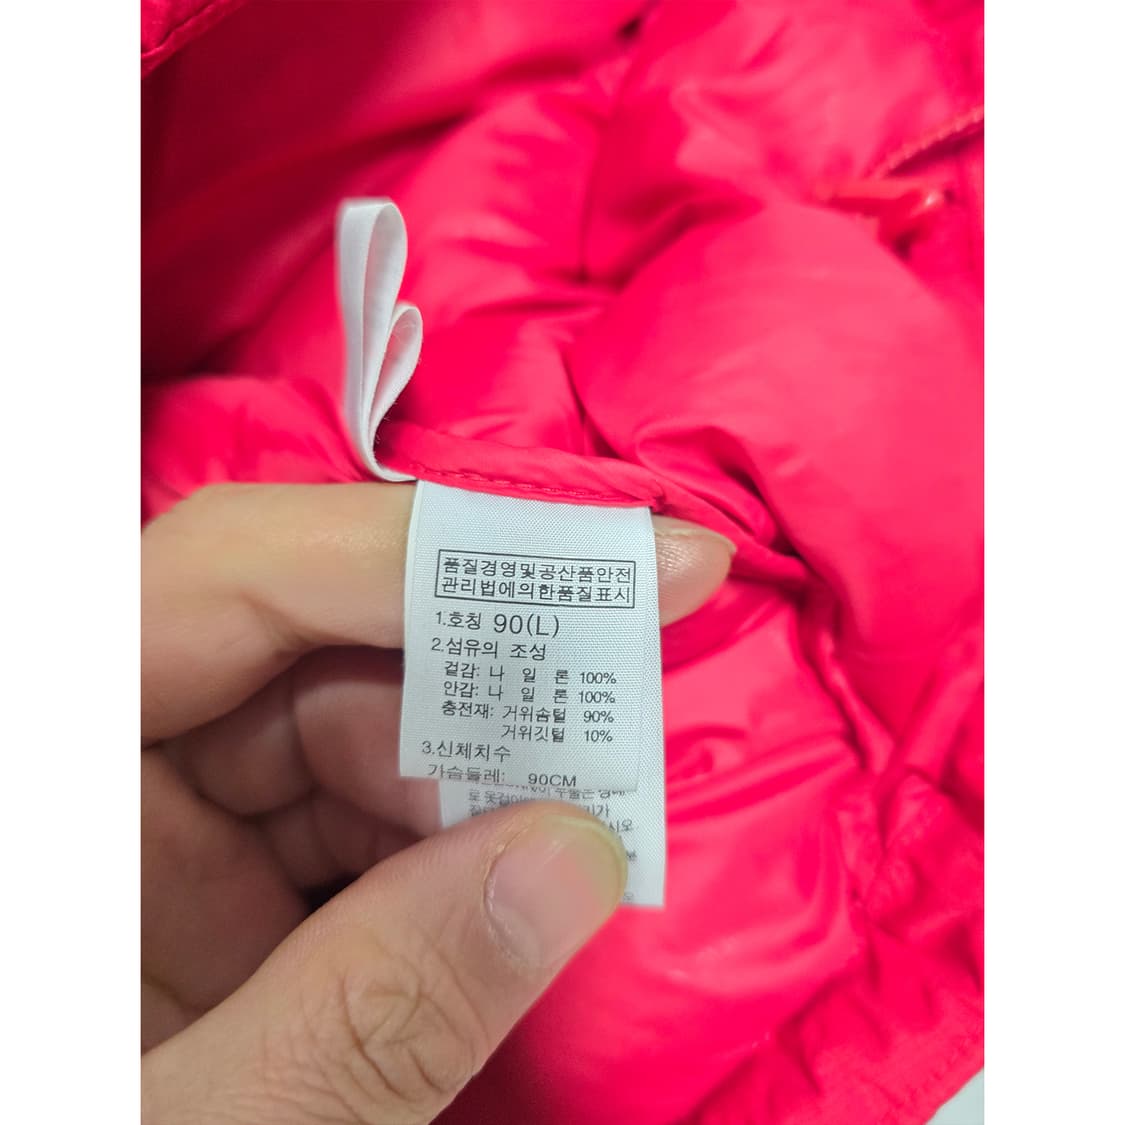 품질경영및공산품안전
관리법에의한품질표시
1.호칭 90(L)
2.섬유의 조성
겉감: 나 일 론 100%
안감: 나 일 론 100%
충전재: 거위솜털 90%
거위깃털 10%
3.신체치수
가슴둘레: 90CM